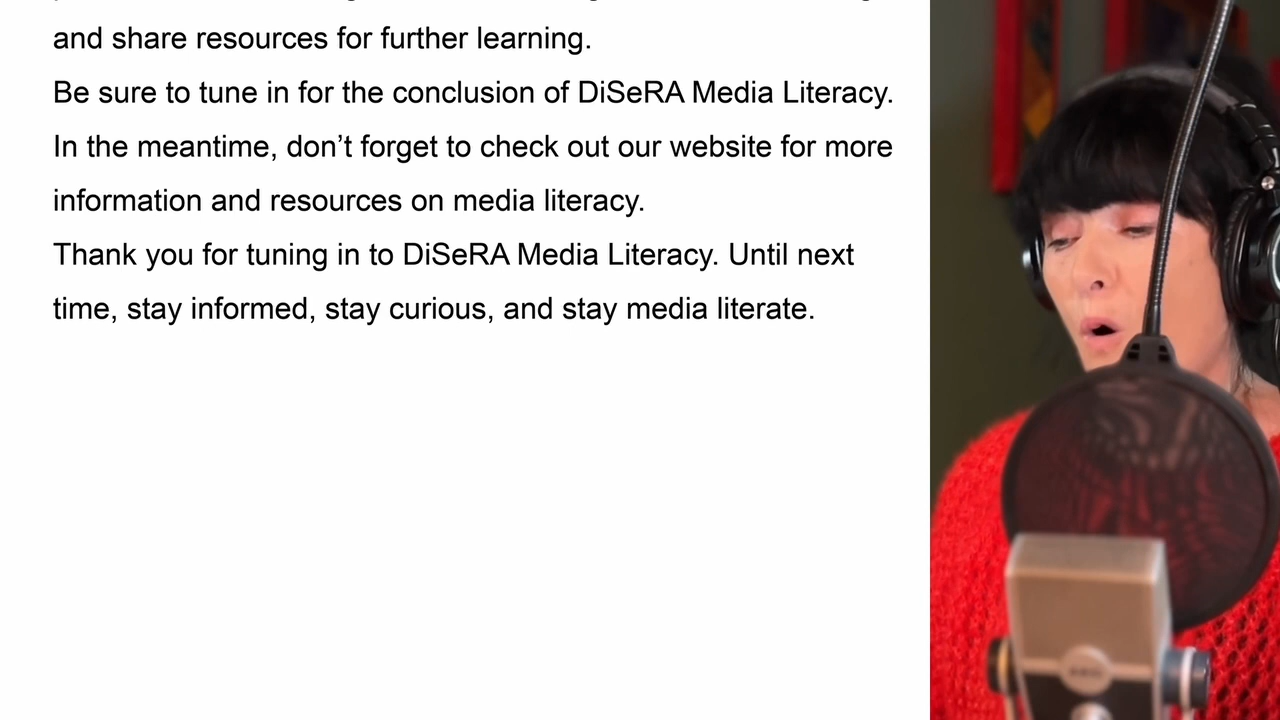 and share resources for further learning.
Be sure to tune in for the conclusion of DiSeRA Media Literacy.
In the meantime, don’t forget to check out our website for more
information and resources on media literacy.
Thank you for tuning in to DiSeRA Media Literacy. Until next
time, stay informed, stay curious, and stay media literate.